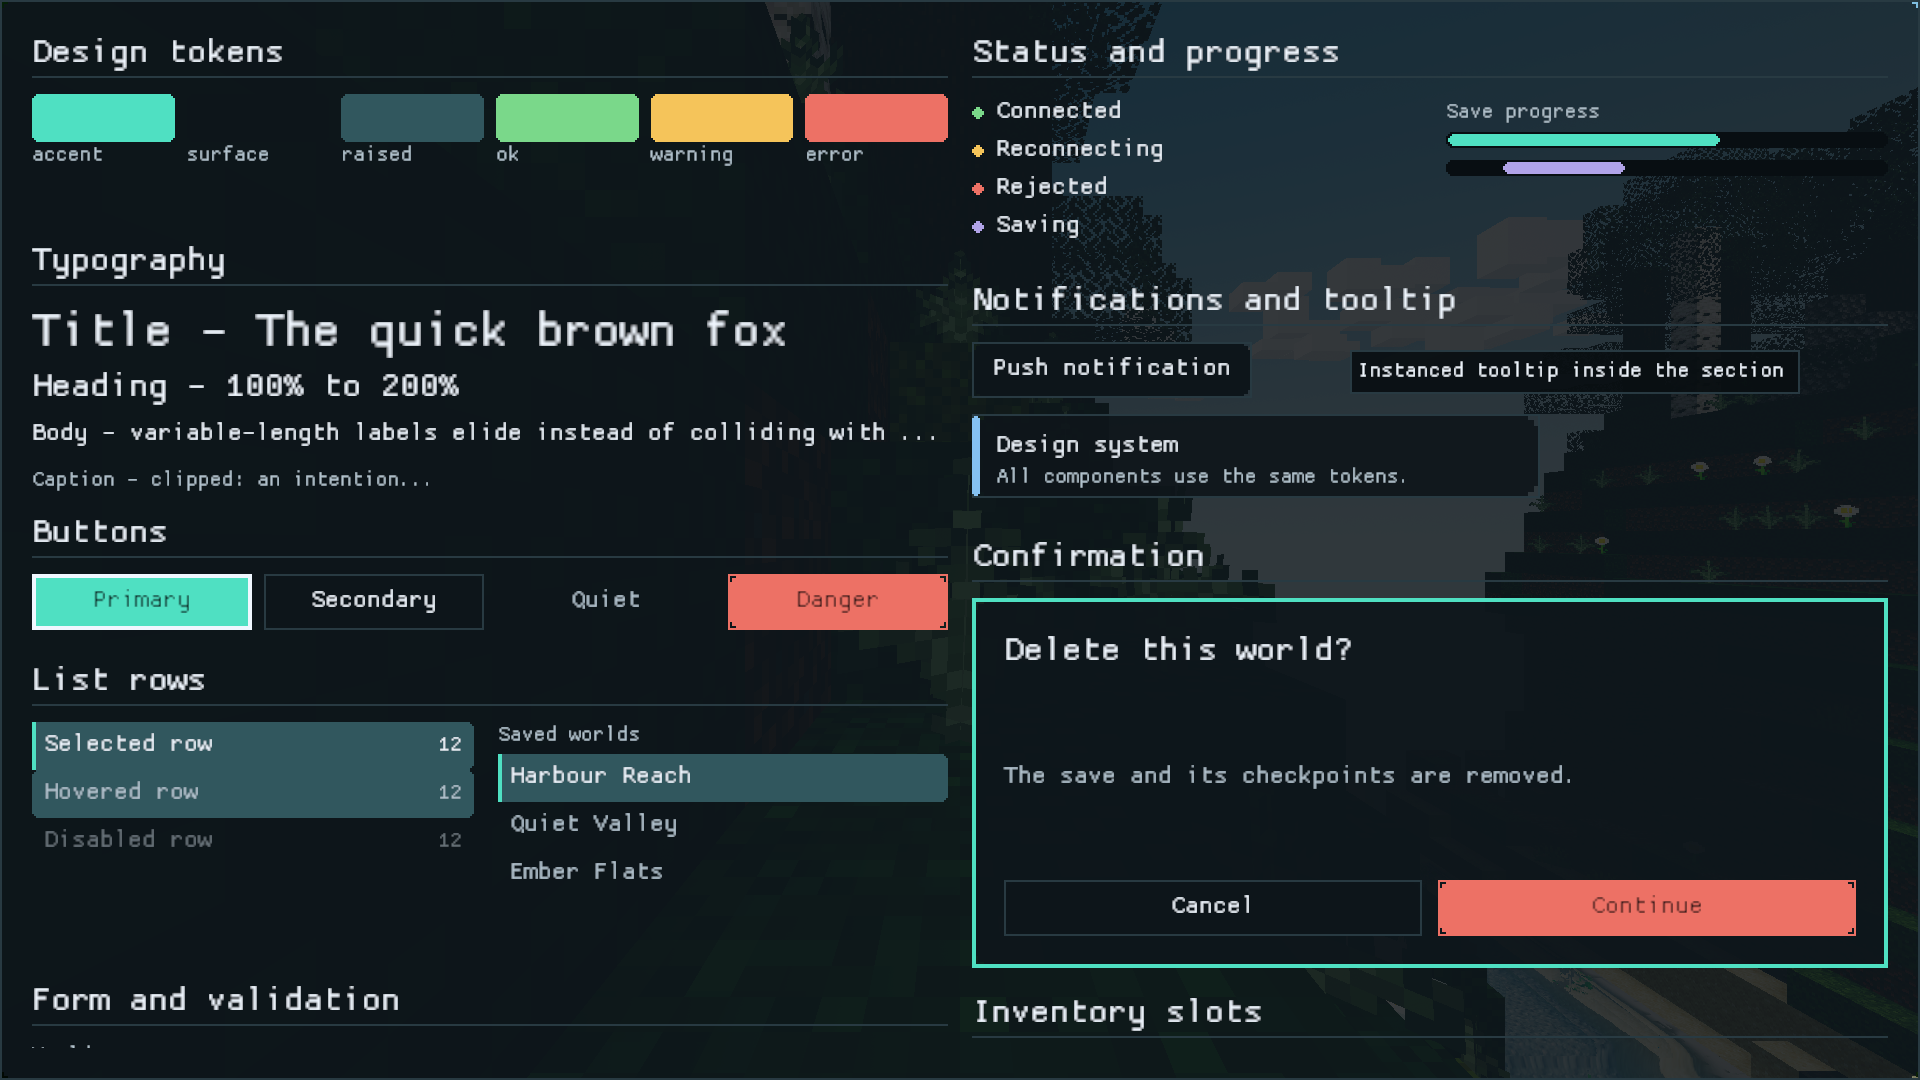 Design tokens
accent
surface
raised
ok
warning
error
Typography
Title - The quick brown fox
Heading - 100% to 200%
Body - variable-length labels elide instead of colliding with ...
Caption - clipped: an intention...
Buttons
Primary
Secondary
Quiet
Danger
List rows
Selected row 12
Hovered row 12
Disabled row 12
Saved worlds
Harbour Reach
Quiet Valley
Ember Flats
Form and validation
Status and progress
Connected
Reconnecting
Rejected
Saving
Save progress
Notifications and tooltip
Push notification
Instanced tooltip inside the section
Design system
All components use the same tokens.
Confirmation
Delete this world?
The save and its checkpoints are removed.
Cancel
Continue
Inventory slots